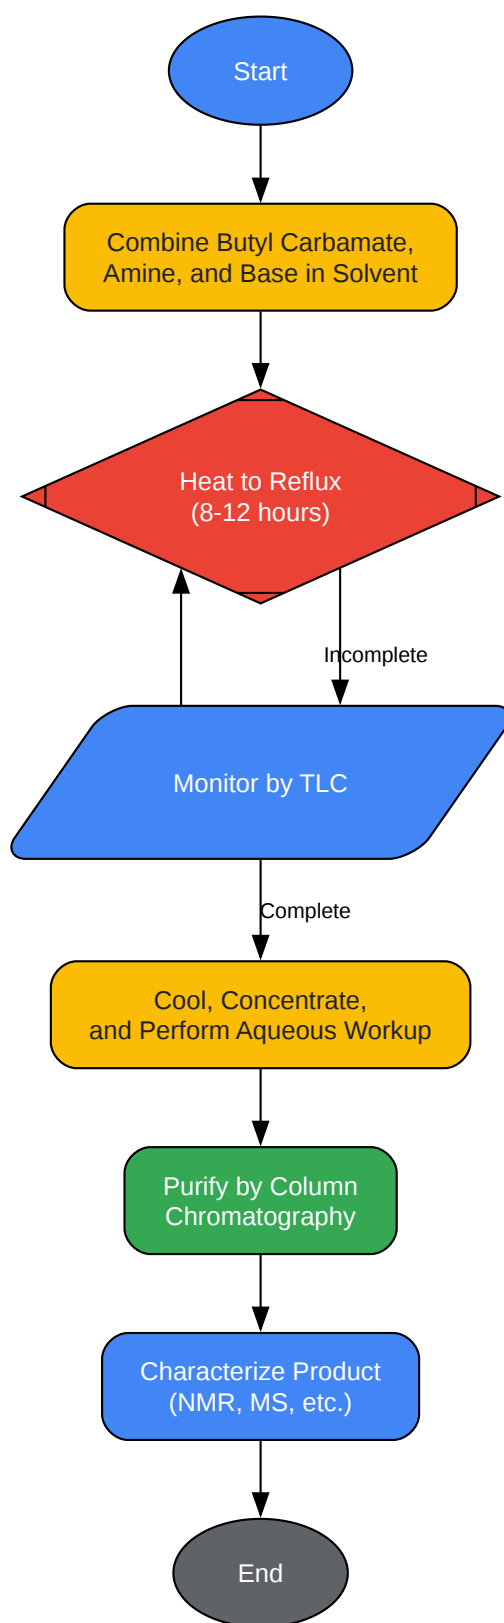 Start
Combine Butyl Carbamate,
Amine, and Base in Solvent
Heat to Reflux
(8-12 hours)
Incomplete
Monitor by TLC
Complete
Cool, Concentrate,
and Perform Aqueous Workup
Purify by Column
Chromatography
Characterize Product
(NMR, MS, etc.)
End